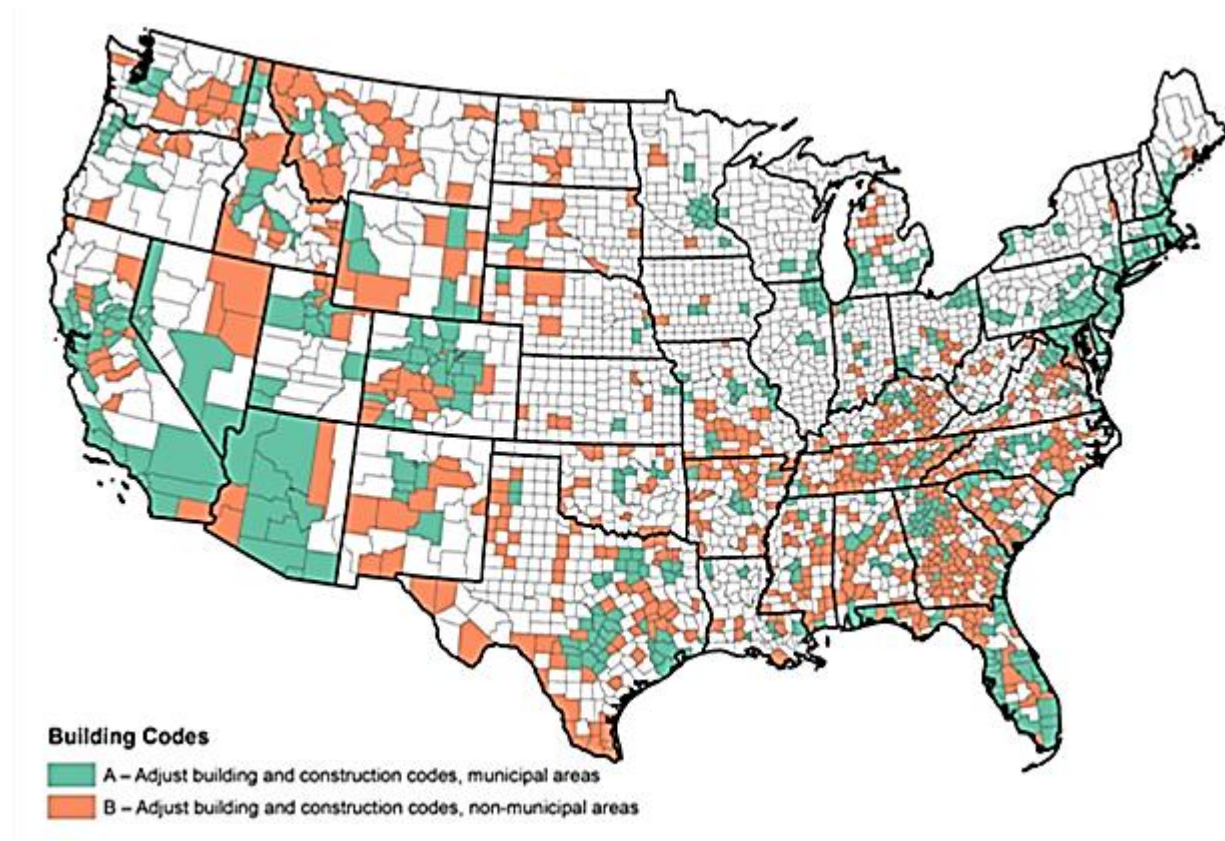 Building Codes
A – Adjust building and construction codes, municipal areas
B – Adjust building and construction codes, non-municipal areas